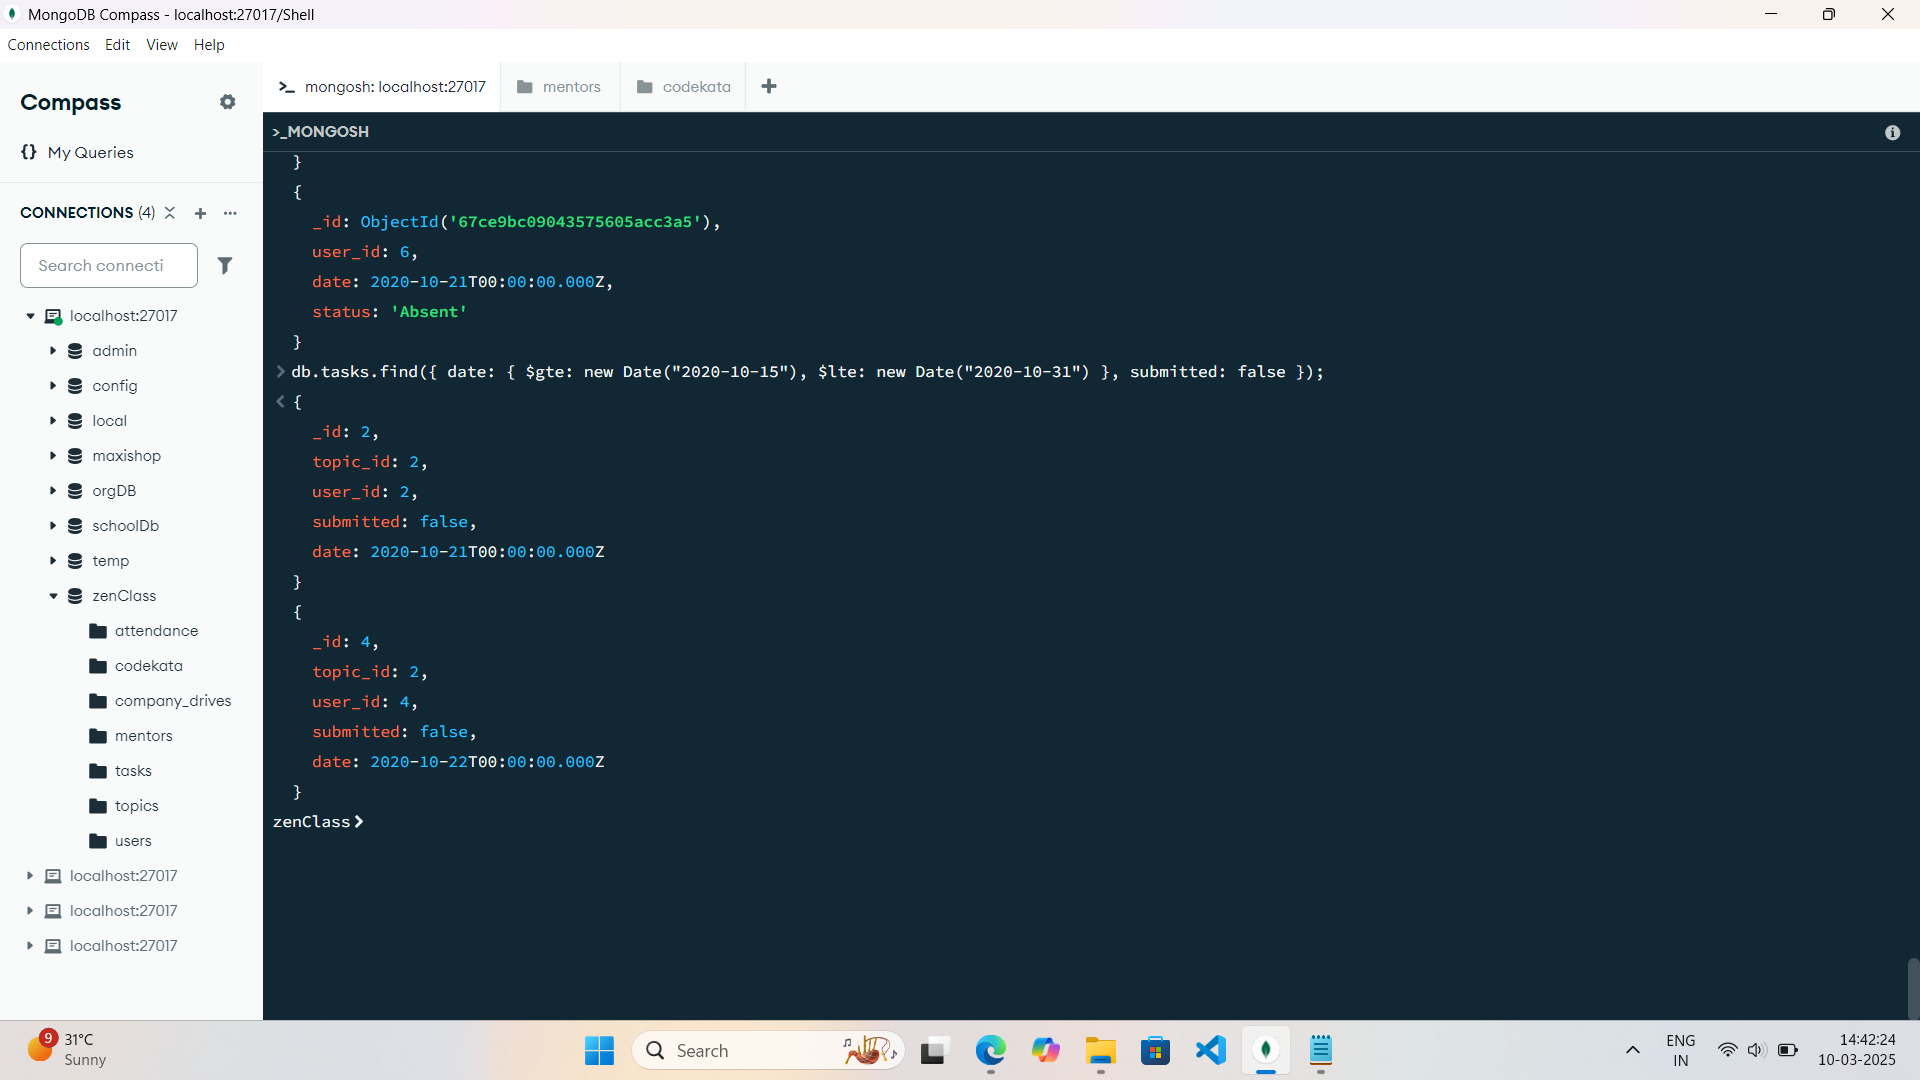 MongoDB Compass - localhost:27017/Shell
Connections Edit View Help
Compass
My Queries
CONNECTIONS (4)
Search connecti
localhost:27017
admin
config
local
maxishop
orgDB
schoolDb
temp
zenClass
attendance
codekata
company_drives
mentors
tasks
topics
users
localhost:27017
localhost:27017
localhost:27017
>_ mongosh: localhost:27017 mentors codekata
>_MONGOSH
}
{
_id: ObjectId('67ce9bc09043575605acc3a5'),
user_id: 6,
date: 2020-10-21T00:00:00.000Z,
status: 'Absent'
}
> db.tasks.find({ date: { $gte: new Date("2020-10-15"), $lte: new Date("2020-10-31") }, submitted: false });
< {
_id: 2,
topic_id: 2,
user_id: 2,
submitted: false,
date: 2020-10-21T00:00:00.000Z
}
{
_id: 4,
topic_id: 2,
user_id: 4,
submitted: false,
date: 2020-10-22T00:00:00.000Z
}
zenClass>
9
31°C
Sunny
Search
ENG
IN
14:42:24
10-03-2025